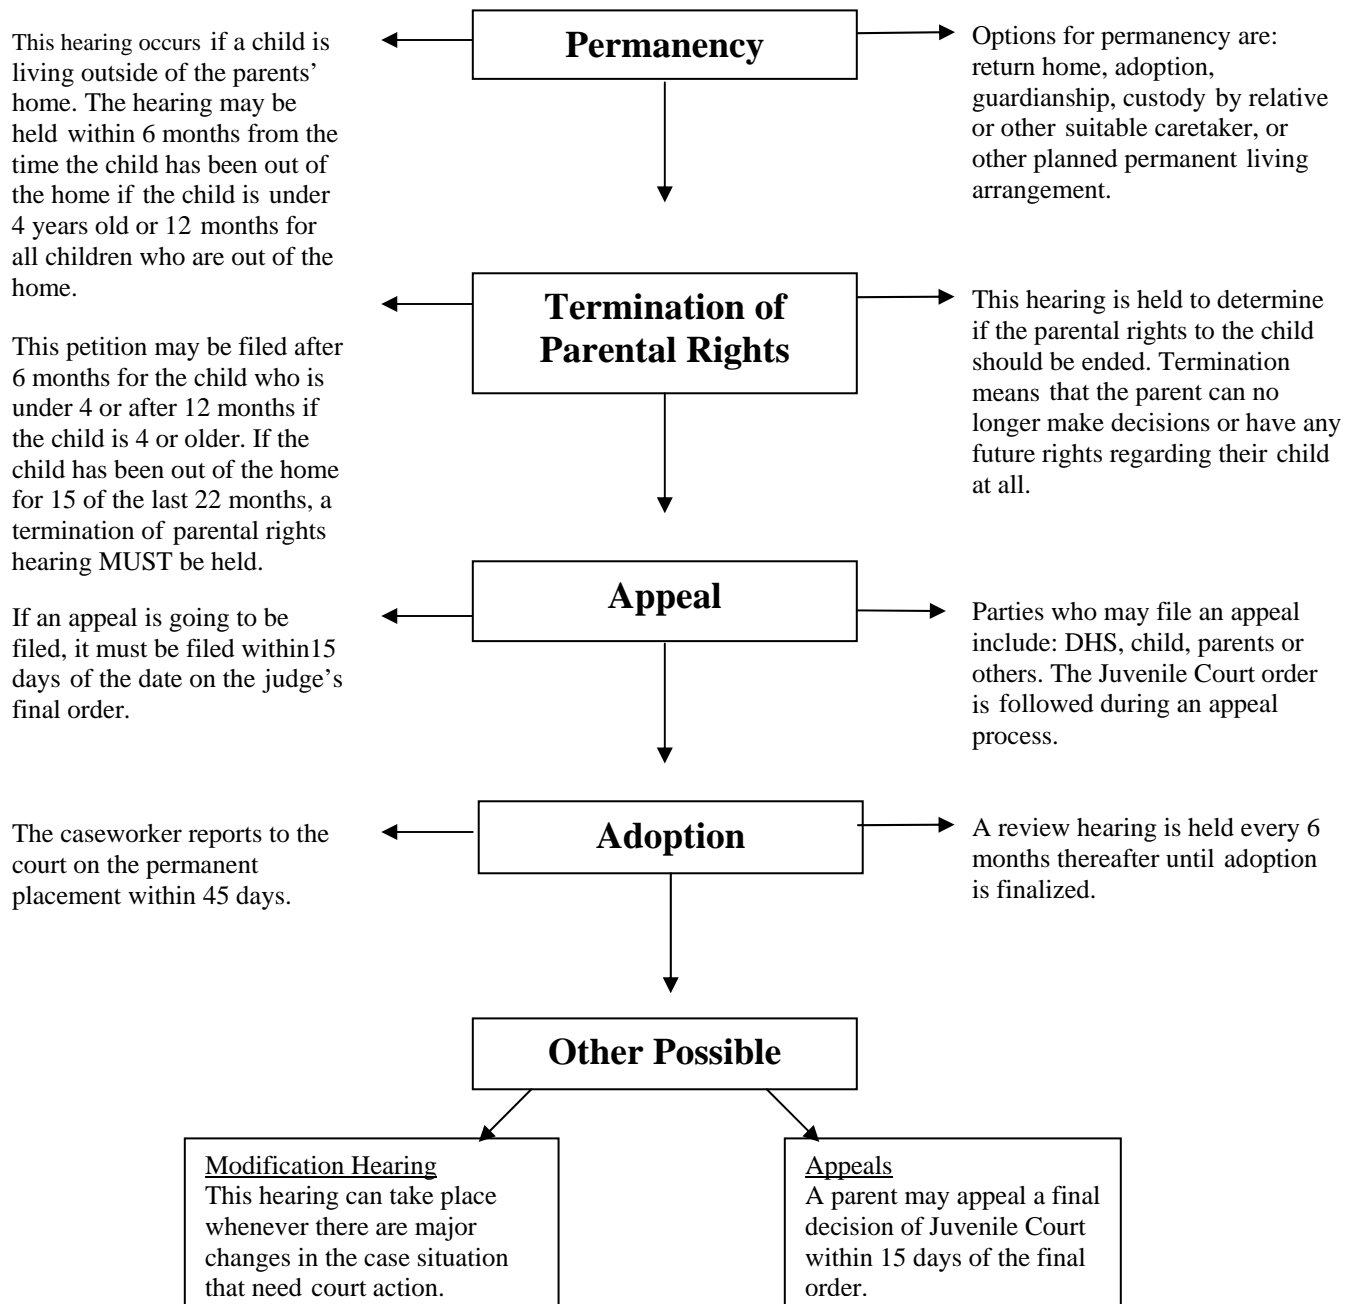 Permanency
This hearing occurs if a child is
living outside of the parents’
home. The hearing may be
held within 6 months from the
time the child has been out of
the home if the child is under
4 years old or 12 months for
all children who are out of the
home.
Options for permanency are:
return home, adoption,
guardianship, custody by relative
or other suitable caretaker, or
other planned permanent living
arrangement.
Termination of
Parental Rights
This petition may be filed after
6 months for the child who is
under 4 or after 12 months if
the child is 4 or older. If the
child has been out of the home
for 15 of the last 22 months, a
termination of parental rights
hearing MUST be held.
This hearing is held to determine
if the parental rights to the child
should be ended. Termination
means that the parent can no
longer make decisions or have any
future rights regarding their child
at all.
Appeal
If an appeal is going to be
filed, it must be filed within15
days of the date on the judge’s
final order.
Parties who may file an appeal
include: DHS, child, parents or
others. The Juvenile Court order
is followed during an appeal
process.
Adoption
The caseworker reports to the
court on the permanent
placement within 45 days.
A review hearing is held every 6
months thereafter until adoption
is finalized.
Other Possible
Modification Hearing
This hearing can take place
whenever there are major
changes in the case situation
that need court action.
Appeals
A parent may appeal a final
decision of Juvenile Court
within 15 days of the final
order.